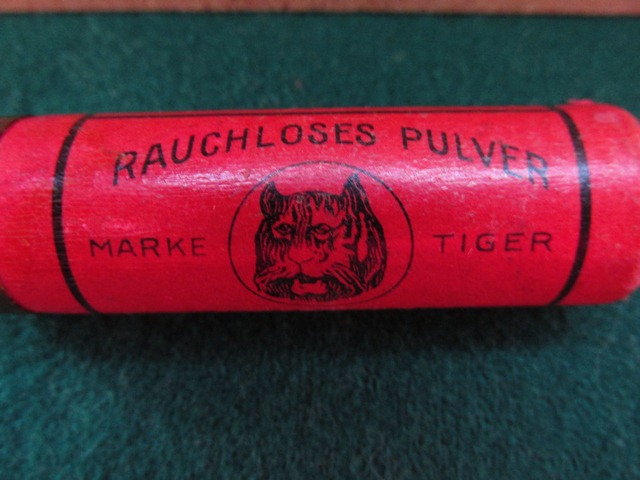 RAUCHLOSES PULVER
MARKE TIGER